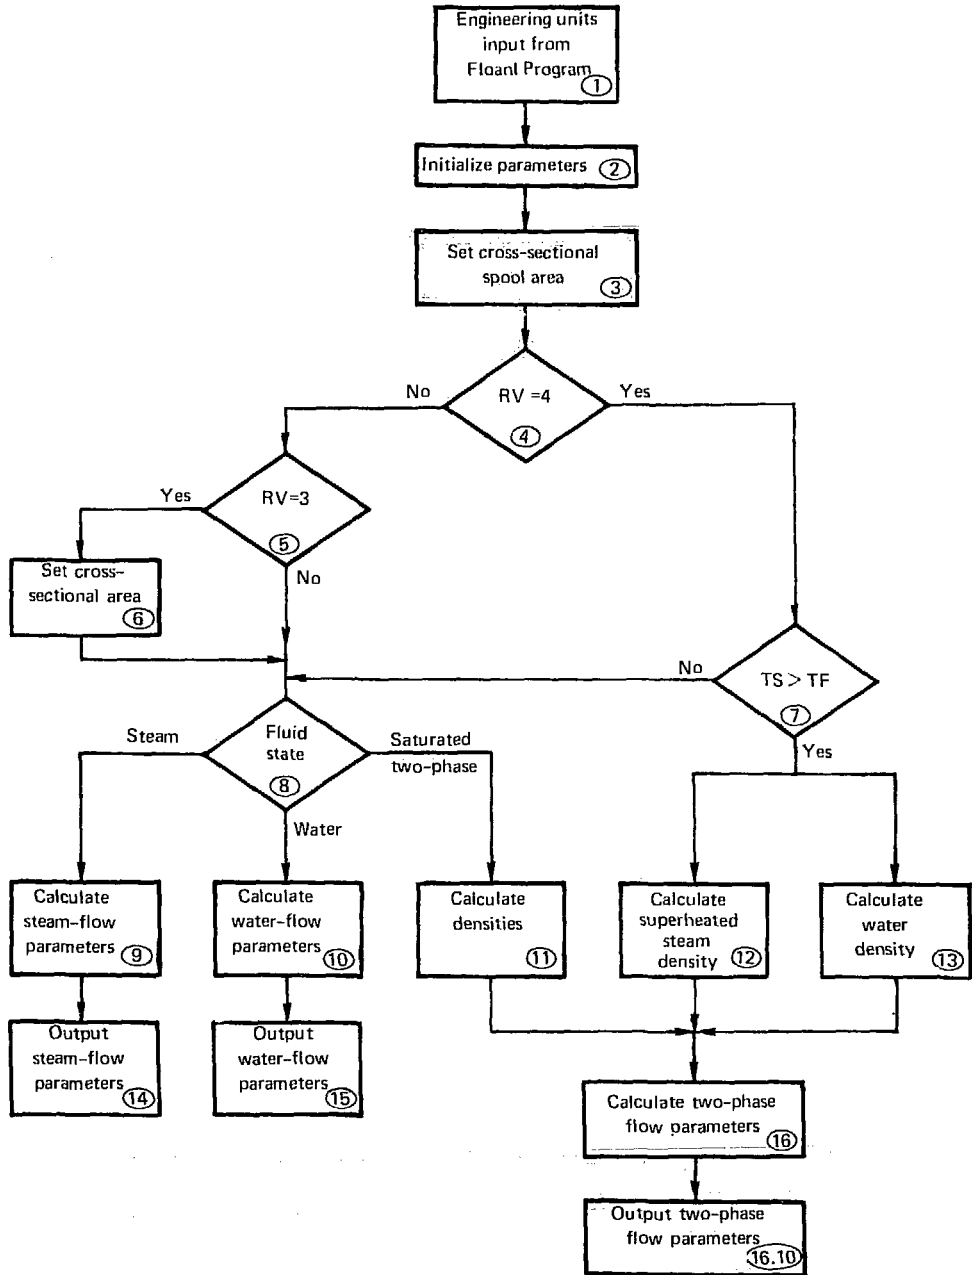 Engineering units
input from
Floanl Program
1
Initialize parameters 2
Set cross-sectional
spool area
3
RV =4
4
No
Yes
RV=3
5
Yes
No
Set cross-
sectional area
6
TS > TF
7
No
Yes
Fluid
state
8
Steam
Saturated
two-phase
Water
Calculate
steam-flow
parameters
9
Calculate
water-flow
parameters
10
Calculate
densities
11
Calculate
superheated
steam
density 12
Calculate
water
density 13
Output
steam-flow
parameters
14
Output
water-flow
parameters
15
Calculate two-phase
flow parameters
16
Output two-phase
flow parameters
16.10